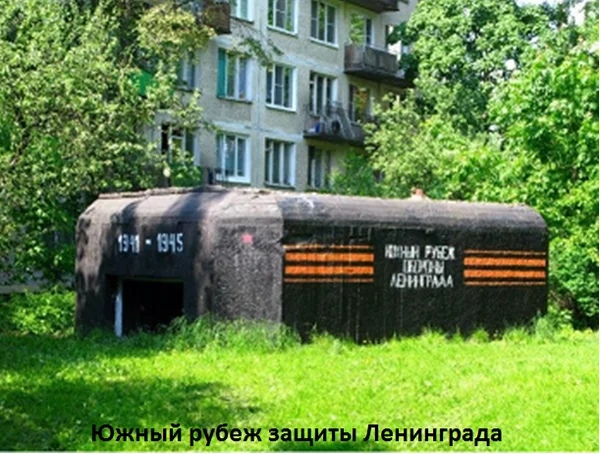 1941 - 1945
ЮЖНЫЙ РУБЕЖ
ОБОРОНЫ
ЛЕНИНГРАДА
Южный рубеж защиты Ленинграда